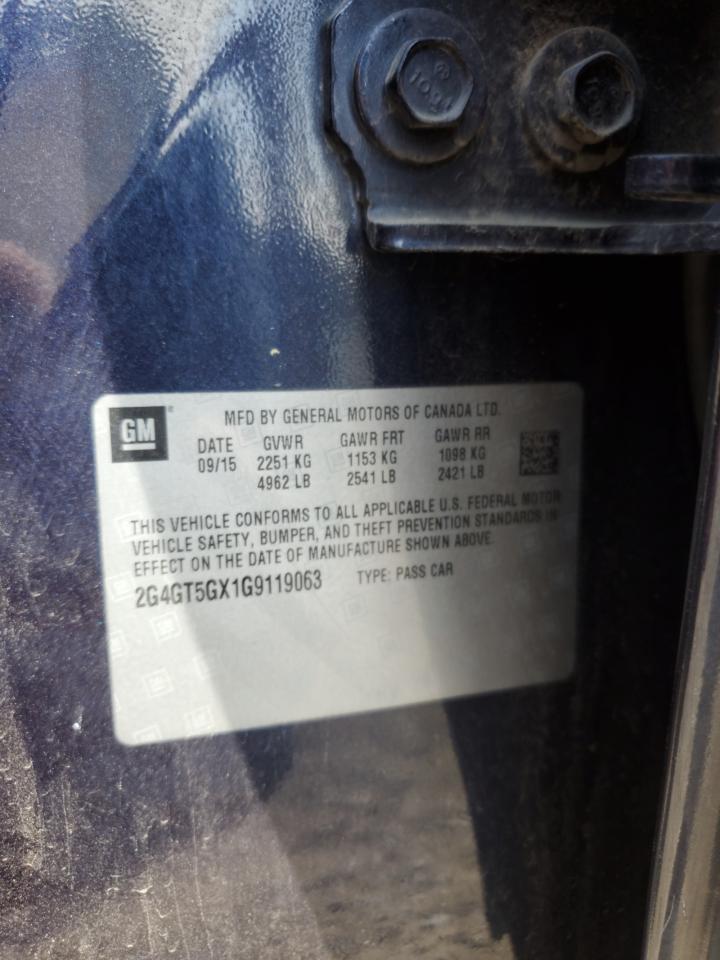 GM
MFD BY GENERAL MOTORS OF CANADA LTD.
DATE GVWR GAWR FRT GAWR RR
09/15 2251 KG 1153 KG 1098 KG
4962 LB 2541 LB 2421 LB
THIS VEHICLE CONFORMS TO ALL APPLICABLE U.S. FEDERAL MOTOR
VEHICLE SAFETY, BUMPER, AND THEFT PREVENTION STANDARDS IN
EFFECT ON THE DATE OF MANUFACTURE SHOWN ABOVE.
2G4GT5GX1G9119063 TYPE: PASS CAR